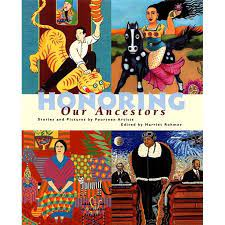 HONORING
Our Ancestors
Stories and Pictures by Fourteen Artists
Edited by Harriet Rohmer